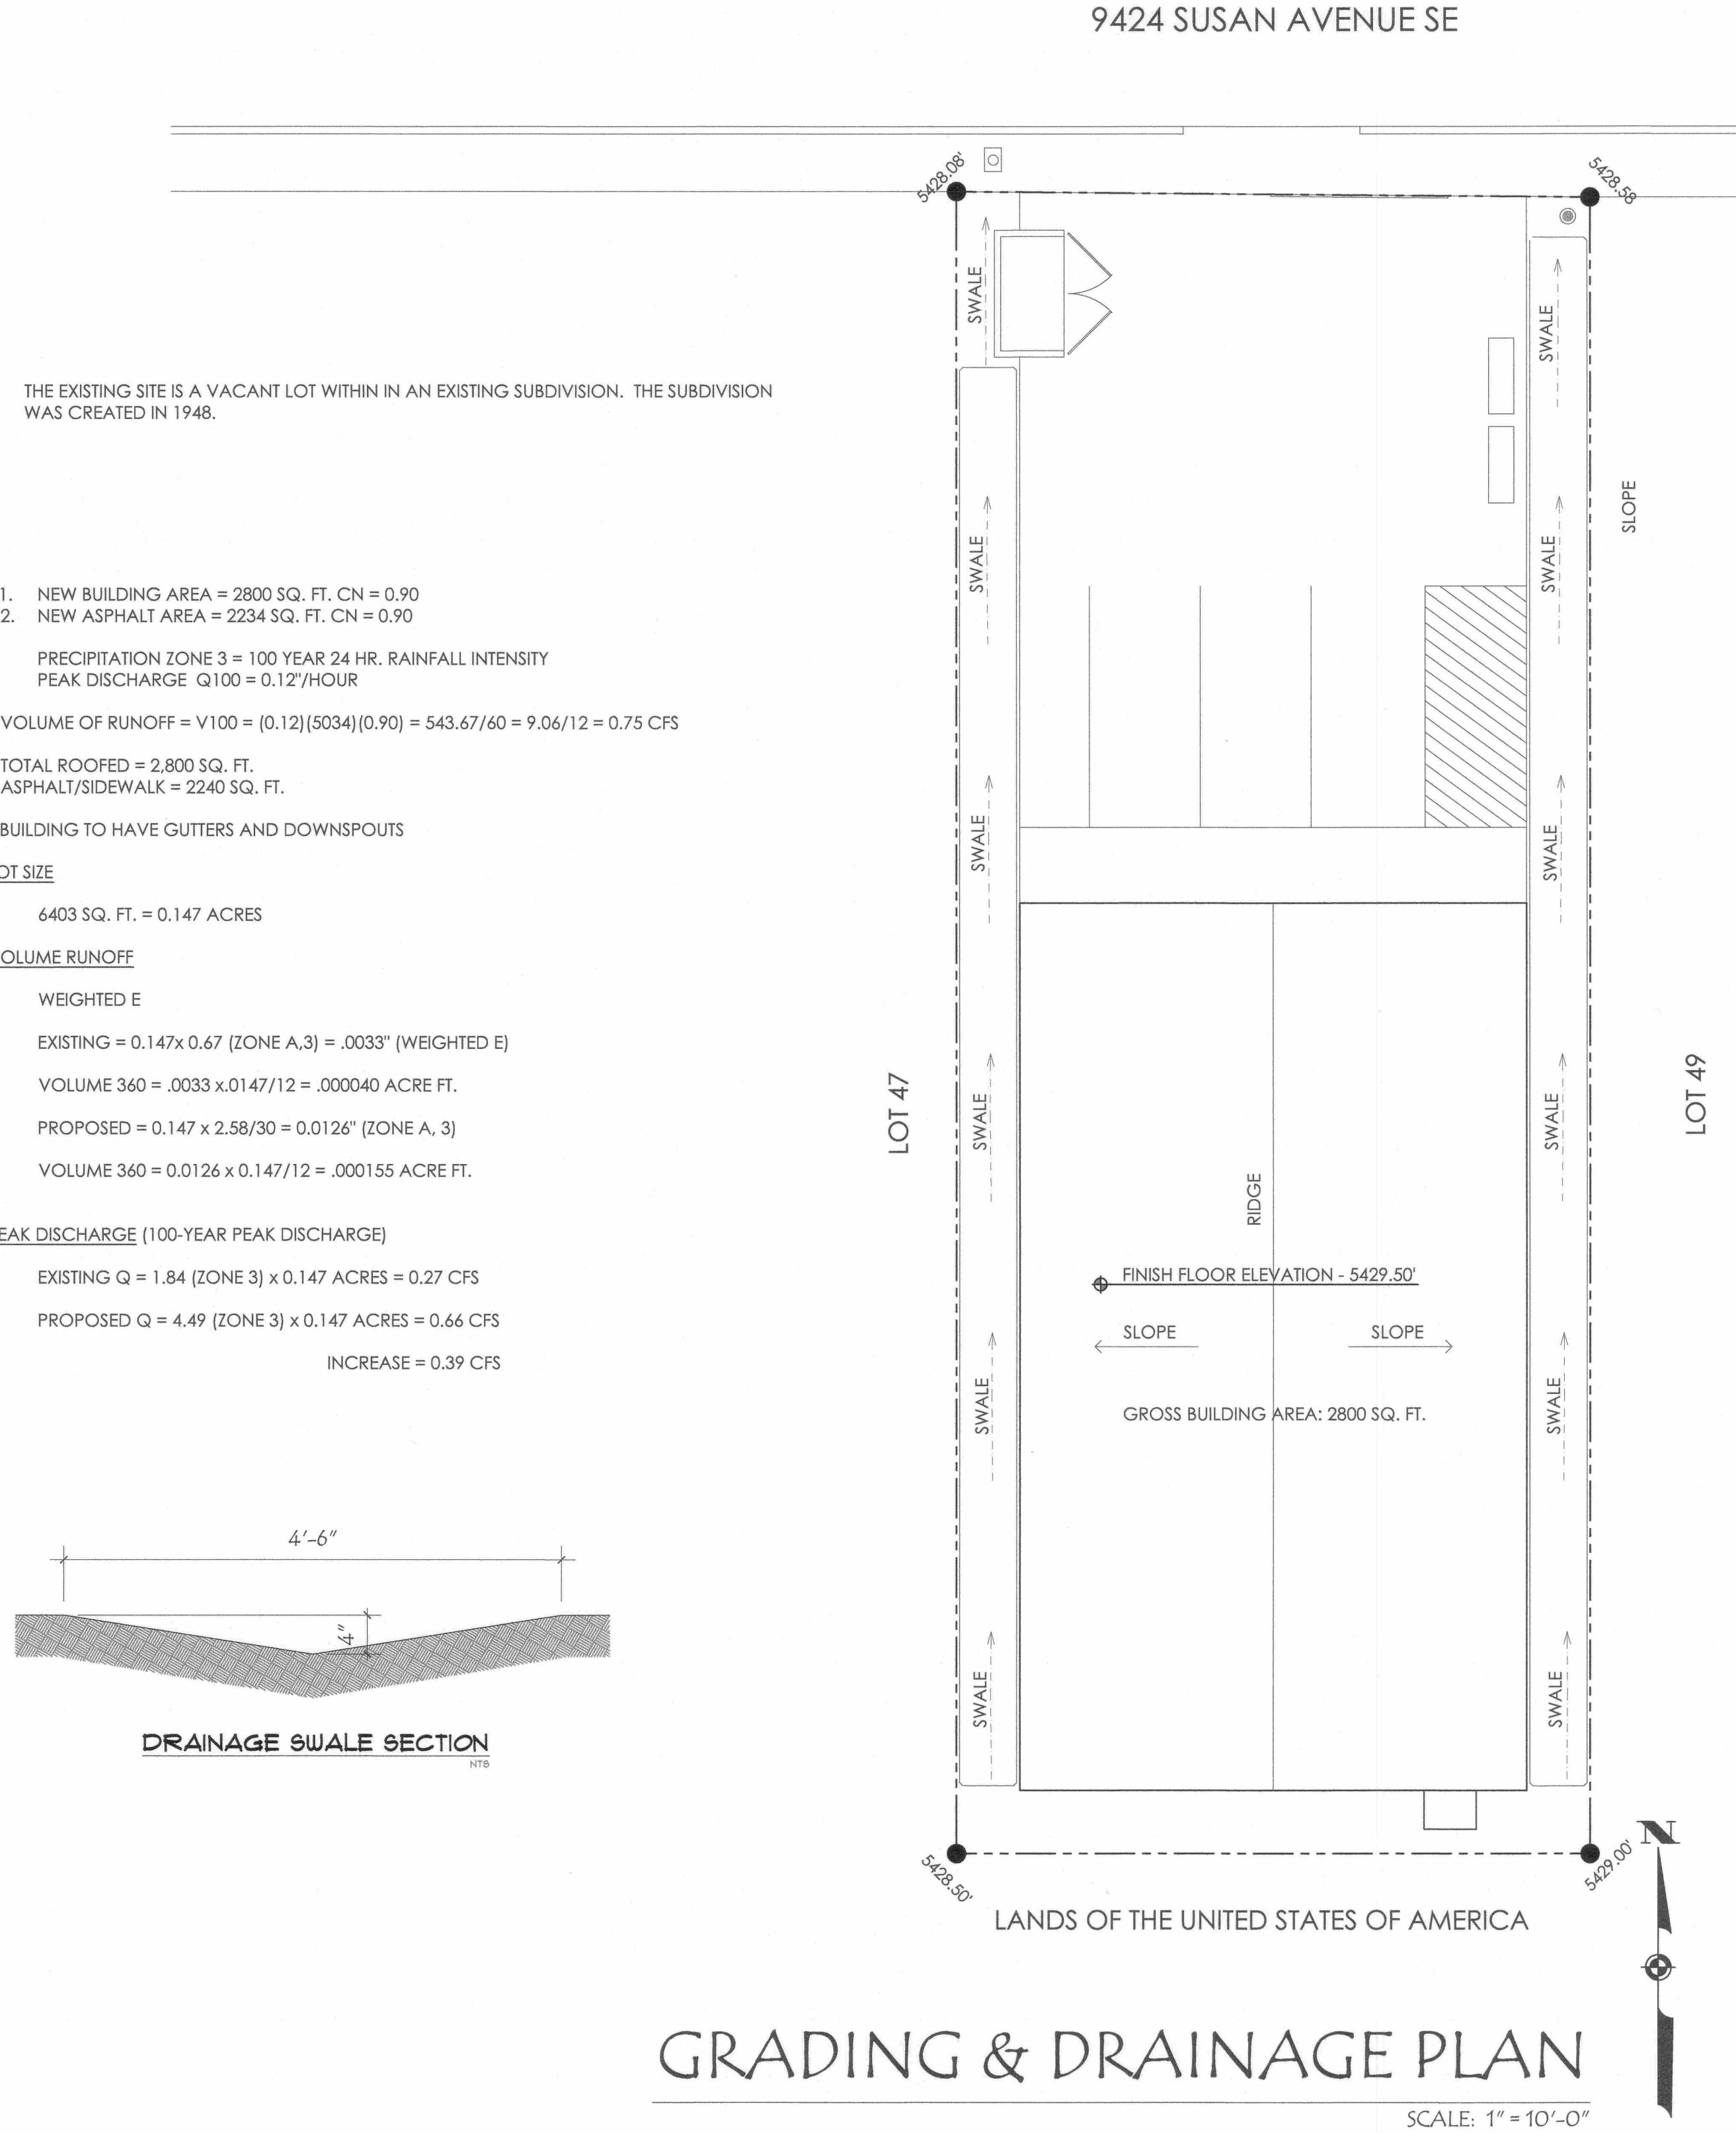 9424 SUSAN AVENUE SE
5428.08'
5428.58
THE EXISTING SITE IS A VACANT LOT WITHIN IN AN EXISTING SUBDIVISION. THE SUBDIVISION
WAS CREATED IN 1948.
1. NEW BUILDING AREA = 2800 SQ. FT. CN = 0.90
2. NEW ASPHALT AREA = 2234 SQ. FT. CN = 0.90
PRECIPITATION ZONE 3 = 100 YEAR 24 HR. RAINFALL INTENSITY
PEAK DISCHARGE Q100 = 0.12"/HOUR
VOLUME OF RUNOFF = V100 = (0.12)(5034)(0.90) = 543.67/60 = 9.06/12 = 0.75 CFS
TOTAL ROOFED = 2,800 SQ. FT.
ASPHALT/SIDEWALK = 2240 SQ. FT.
BUILDING TO HAVE GUTTERS AND DOWNSPOUTS
OT SIZE
6403 SQ. FT. = 0.147 ACRES
OLUME RUNOFF
WEIGHTED E
EXISTING = 0.147x 0.67 (ZONE A,3) = .0033" (WEIGHTED E)
VOLUME 360 = .0033 x.0147/12 = .000040 ACRE FT.
PROPOSED = 0.147 x 2.58/30 = 0.0126" (ZONE A, 3)
VOLUME 360 = 0.0126 x 0.147/12 = .000155 ACRE FT.
EAK DISCHARGE (100-YEAR PEAK DISCHARGE)
EXISTING Q = 1.84 (ZONE 3) x 0.147 ACRES = 0.27 CFS
PROPOSED Q = 4.49 (ZONE 3) x 0.147 ACRES = 0.66 CFS
INCREASE = 0.39 CFS
4'-6"
4"
DRAINAGE SWALE SECTION
NTS
SWALE
SWALE
SWALE
SWALE
SWALE
SWALE
SWALE
SWALE
SWALE
SWALE
SWALE
SWALE
SLOPE
LOT 47
LOT 49
RIDGE
FINISH FLOOR ELEVATION - 5429.50'
SLOPE
SLOPE
GROSS BUILDING AREA: 2800 SQ. FT.
5428.50'
5429.00'
N
LANDS OF THE UNITED STATES OF AMERICA
GRADING & DRAINAGE PLAN
SCALE: 1" = 10'-0"